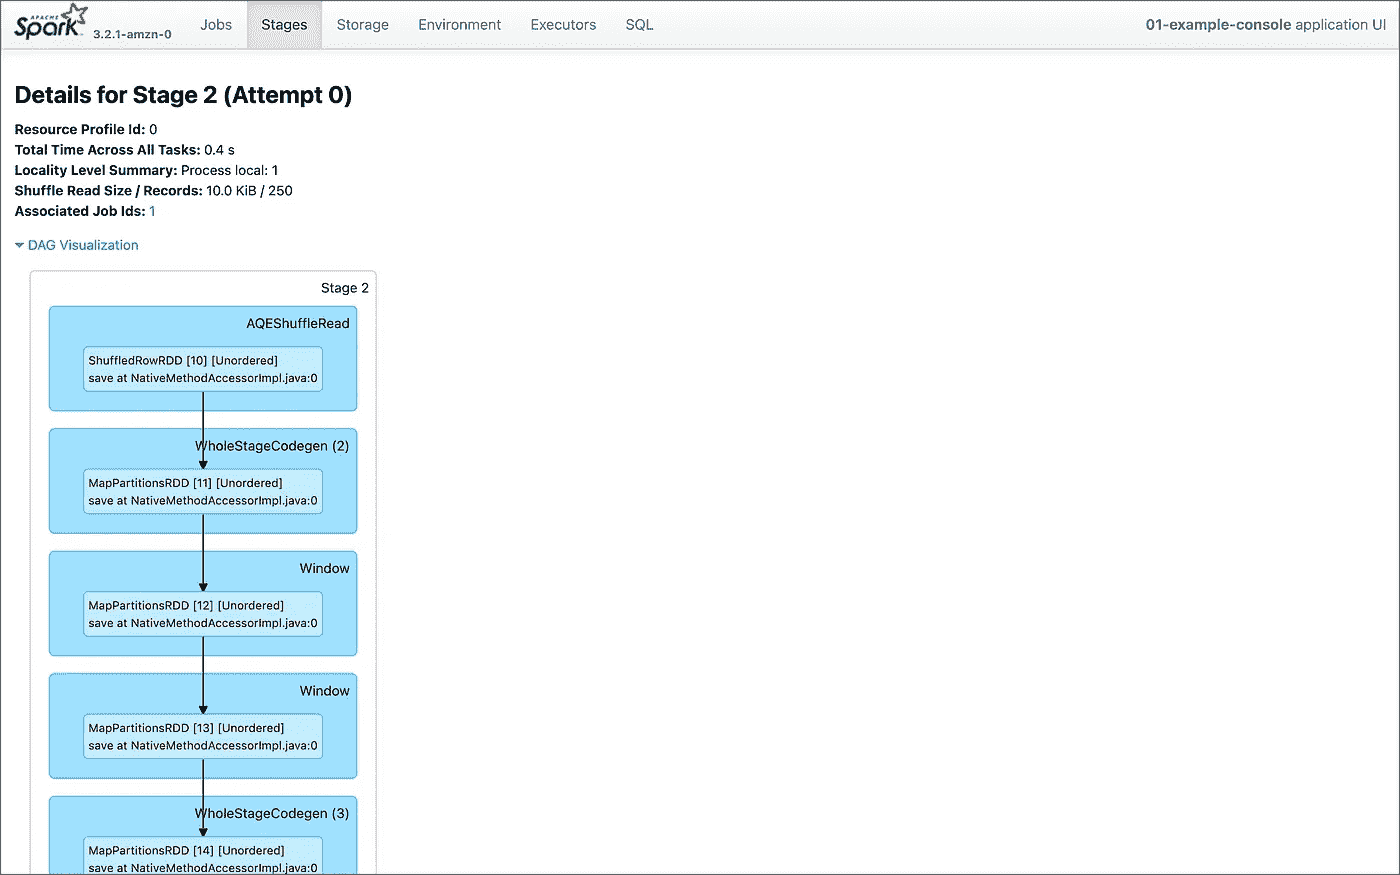 APACHE
Spark 3.2.1-amzn-0 Jobs Stages Storage Environment Executors SQL 01-example-console application UI
Details for Stage 2 (Attempt 0)
Resource Profile Id: 0
Total Time Across All Tasks: 0.4 s
Locality Level Summary: Process local: 1
Shuffle Read Size / Records: 10.0 KiB / 250
Associated Job Ids: 1
DAG Visualization
Stage 2
AQEShuffleRead
ShuffledRowRDD [10] [Unordered]
save at NativeMethodAccessorImpl.java:0
WholeStageCodegen (2)
MapPartitionsRDD [11] [Unordered]
save at NativeMethodAccessorImpl.java:0
Window
MapPartitionsRDD [12] [Unordered]
save at NativeMethodAccessorImpl.java:0
Window
MapPartitionsRDD [13] [Unordered]
save at NativeMethodAccessorImpl.java:0
WholeStageCodegen (3)
MapPartitionsRDD [14] [Unordered]
save at NativeMethodAccessorImpl.java:0